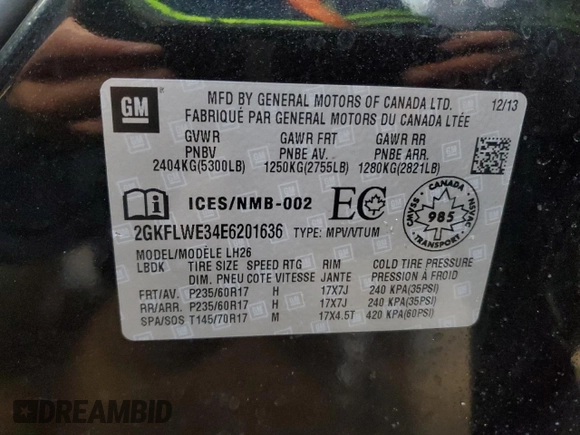 GM
MFD BY GENERAL MOTORS OF CANADA LTD. 12/13
FABRIQUÉ PAR GENERAL MOTORS DU CANADA LTÉE
GVWR GAWR FRT GAWR RR
PNBV PNBE AV. PNBE ARR.
2404KG(5300LB) 1250KG(2755LB) 1280KG(2821LB)
ICES/NMB-002 EC
CANADA
CMVSS 985 NSVAC
TRANSPORT
2GKFLWE34E6201636 TYPE: MPV/VTUM
MODEL/MODÈLE LH26
LBDK TIRE SIZE SPEED RTG RIM COLD TIRE PRESSURE
DIM. PNEU COTE VITESSE JANTE PRESSION À FROID
FRT/AV. P235/60R17 H 17X7J 240 KPA(35PSI)
RR/ARR. P235/60R17 H 17X7J 240 KPA(35PSI)
SPA/SOS T145/70R17 M 17X4.5T 420 KPA(60PSI)
DREAMBID